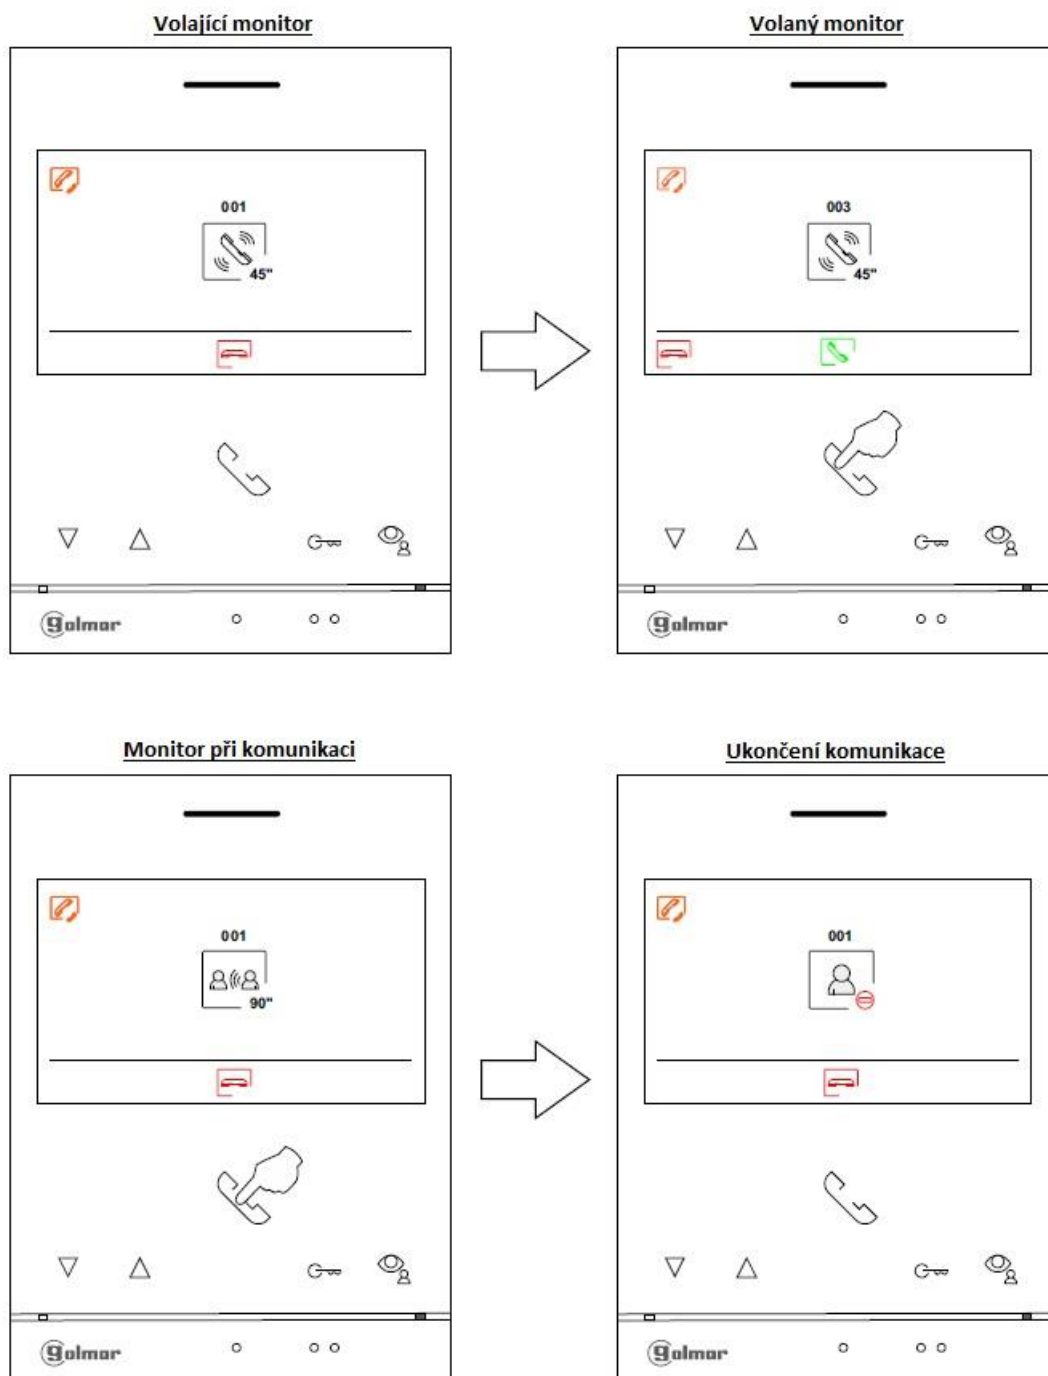 Volající monitor
Volaný monitor
001
45"
003
45"
golmar
golmar
Monitor při komunikaci
Ukončení komunikace
001
90"
001
golmar
golmar